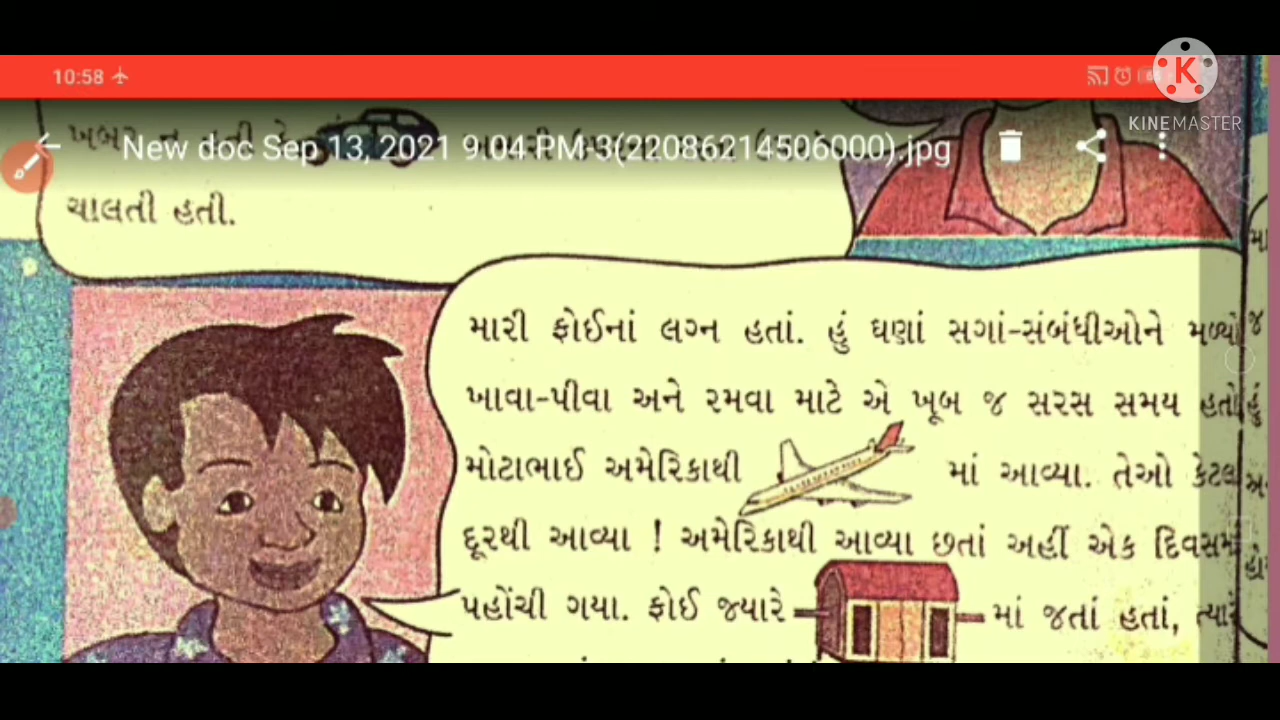 10:58
KINEMASTER
New doc Sep 13, 2021 9:04 PM-3(22086214506000).jpg
ચાલતી હતી.
મારી ફોઈનાં લગ્ન હતાં. હું ઘણાં સગાં-સંબંધીઓને મળ્યો
ખાવા-પીવા અને રમવા માટે એ ખૂબ જ સરસ સમય હતો
મોટાભાઈ અમેરિકાથી માં આવ્યા. તેઓ
દૂરથી આવ્યા ! અમેરિકાથી આવ્યા છતાં અહીં એક
પહોંચી ગયા. ફોઈ જ્યારે માં જતાં હતાં,